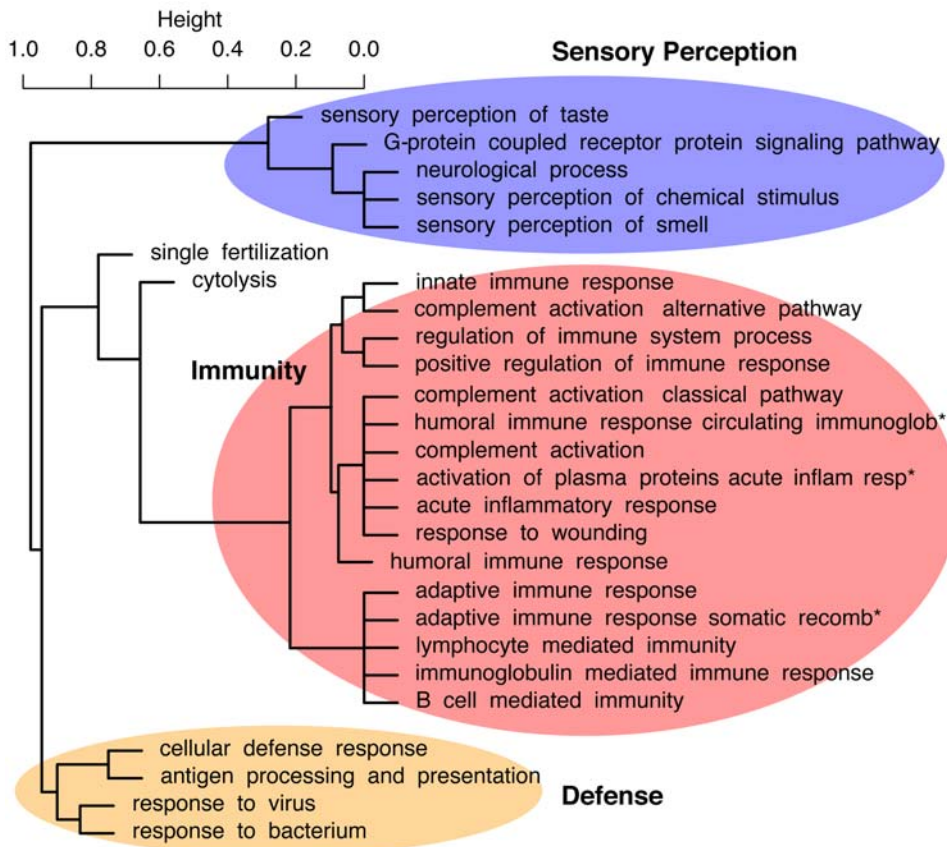 Height
1.0 0.8 0.6 0.4 0.2 0.0
Sensory Perception
sensory perception of taste
G-protein coupled receptor protein signaling pathway
neurological process
sensory perception of chemical stimulus
sensory perception of smell
single fertilization
cytolysis
innate immune response
complement activation alternative pathway
regulation of immune system process
Immunity
positive regulation of immune response
complement activation classical pathway
humoral immune response circulating immunoglob*
complement activation
activation of plasma proteins acute inflam resp*
acute inflammatory response
response to wounding
humoral immune response
adaptive immune response
adaptive immune response somatic recomb*
lymphocyte mediated immunity
immunoglobulin mediated immune response
B cell mediated immunity
cellular defense response
antigen processing and presentation
Defense
response to virus
response to bacterium